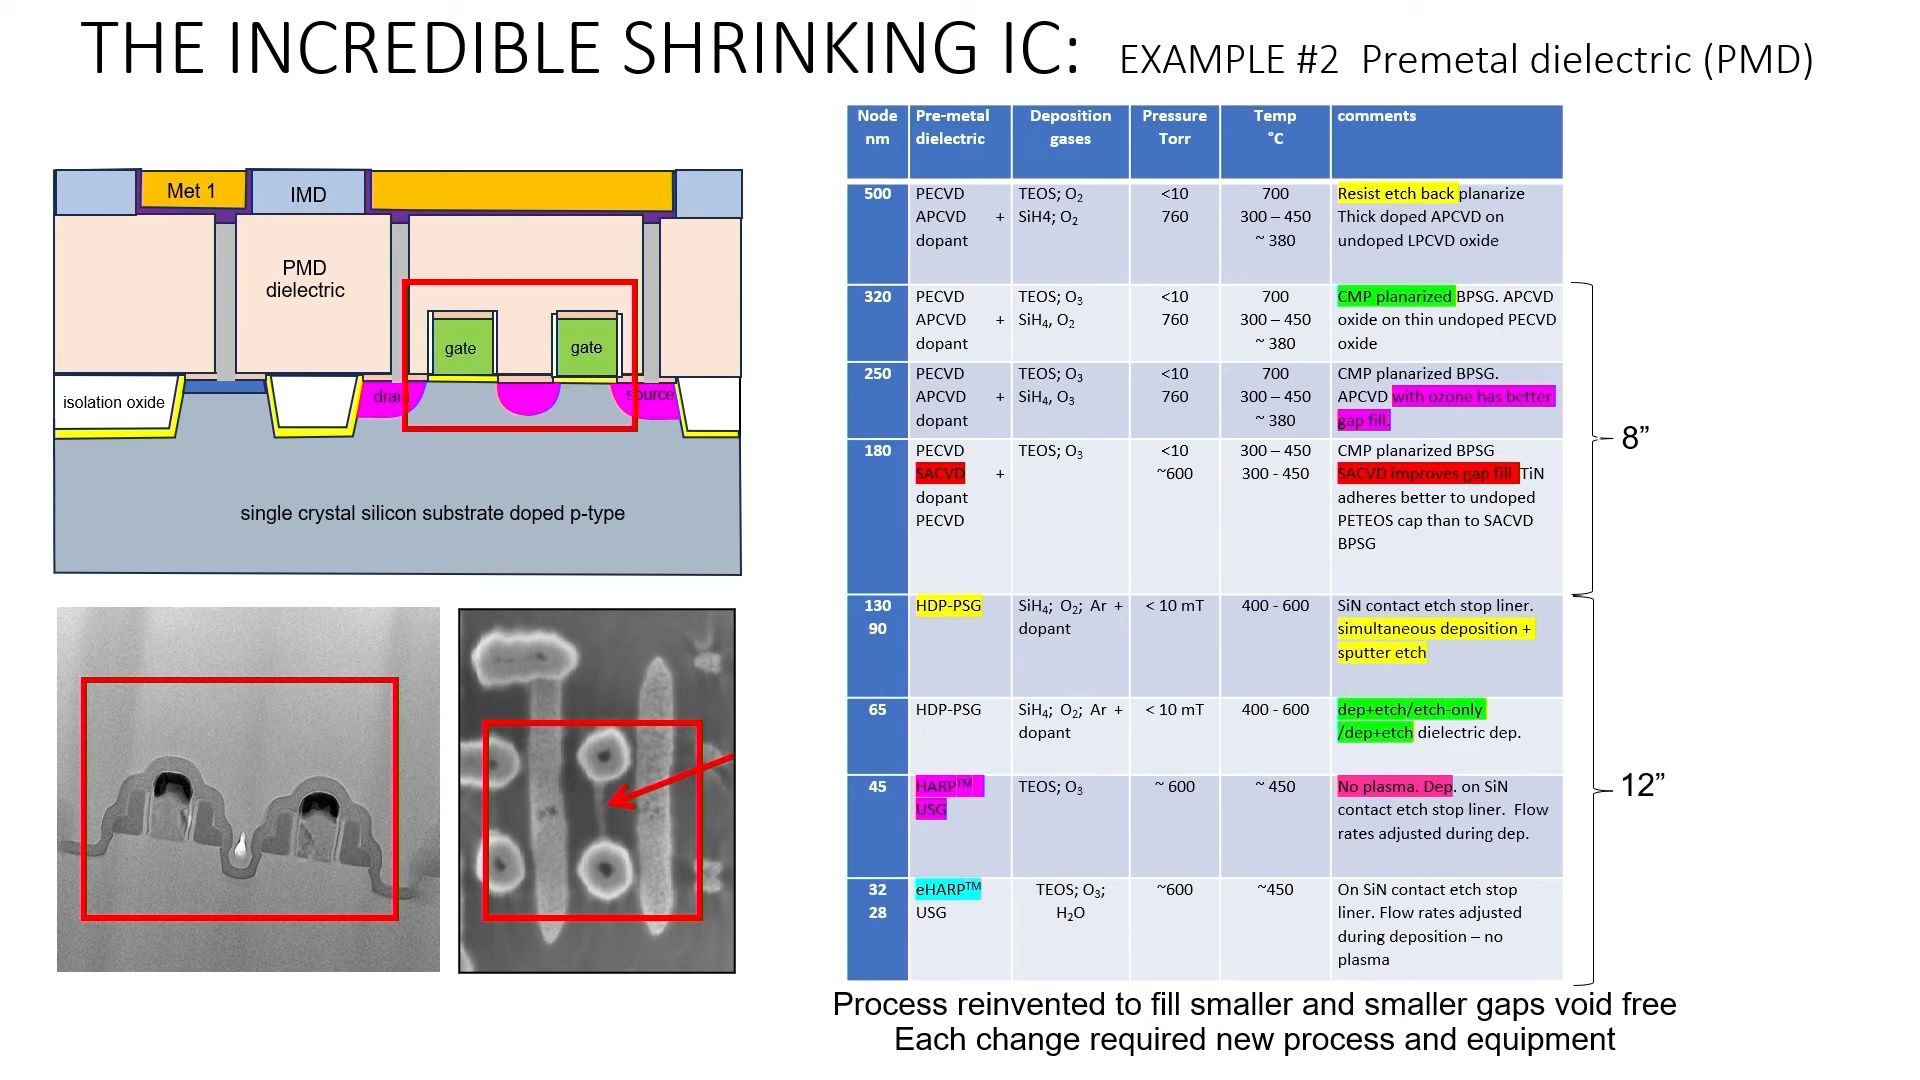 THE INCREDIBLE SHRINKING IC: EXAMPLE #2 Premetal dielectric (PMD)
Met 1
IMD
PMD
dielectric
gate
gate
isolation oxide
drain
source
single crystal silicon substrate doped p-type
Node
nm
Pre-metal
dielectric
Deposition
gases
Pressure
Torr
Temp
°C
comments
500
PECVD
APCVD +
dopant
TEOS; O₂
SiH4; O₂
<10
760
700
300 – 450
~ 380
Resist etch back planarize
Thick doped APCVD on
undoped LPCVD oxide
320
PECVD
APCVD +
dopant
TEOS; O₃
SiH₄, O₂
<10
760
700
300 – 450
~ 380
CMP planarized BPSG. APCVD
oxide on thin undoped PECVD
oxide
250
PECVD
APCVD +
dopant
TEOS; O₃
SiH₄, O₃
<10
760
700
300 – 450
~ 380
CMP planarized BPSG.
APCVD with ozone has better
gap fill.
180
PECVD
SACVD +
dopant
PECVD
TEOS; O₃
<10
~600
300 – 450
300 - 450
CMP planarized BPSG
SACVD improves gap fill. TiN
adheres better to undoped
PETEOS cap than to SACVD
BPSG
130
90
HDP-PSG
SiH₄; O₂; Ar +
dopant
< 10 mT
400 - 600
SiN contact etch stop liner.
simultaneous deposition +
sputter etch
65
HDP-PSG
SiH₄; O₂; Ar +
dopant
< 10 mT
400 - 600
dep+etch/etch-only
/dep+etch dielectric dep.
45
HARP™
USG
TEOS; O₃
~ 600
~ 450
No plasma. Dep. on SiN
contact etch stop liner. Flow
rates adjusted during dep.
32
28
eHARP™
USG
TEOS; O₃;
H₂O
~600
~450
On SiN contact etch stop
liner. Flow rates adjusted
during deposition – no
plasma
8”
12”
Process reinvented to fill smaller and smaller gaps void free
Each change required new process and equipment